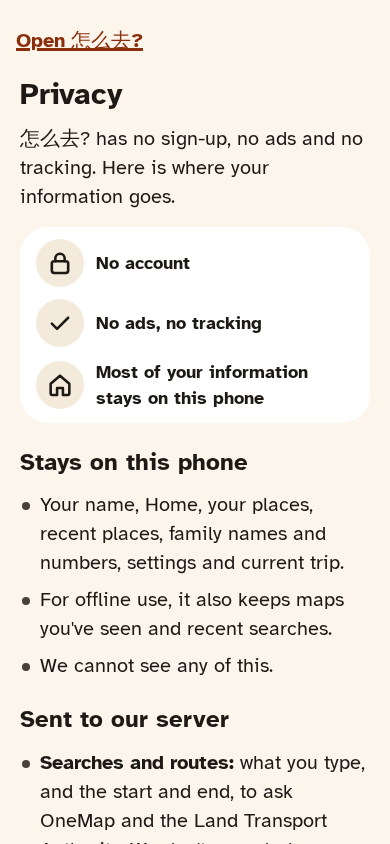 Open 怎么去?
Privacy
怎么去? has no sign-up, no ads and no
tracking. Here is where your
information goes.
No account
No ads, no tracking
Most of your information
stays on this phone
Stays on this phone
Your name, Home, your places,
recent places, family names and
numbers, settings and current trip.
For offline use, it also keeps maps
you've seen and recent searches.
We cannot see any of this.
Sent to our server
Searches and routes: what you type,
and the start and end, to ask
OneMap and the Land Transport